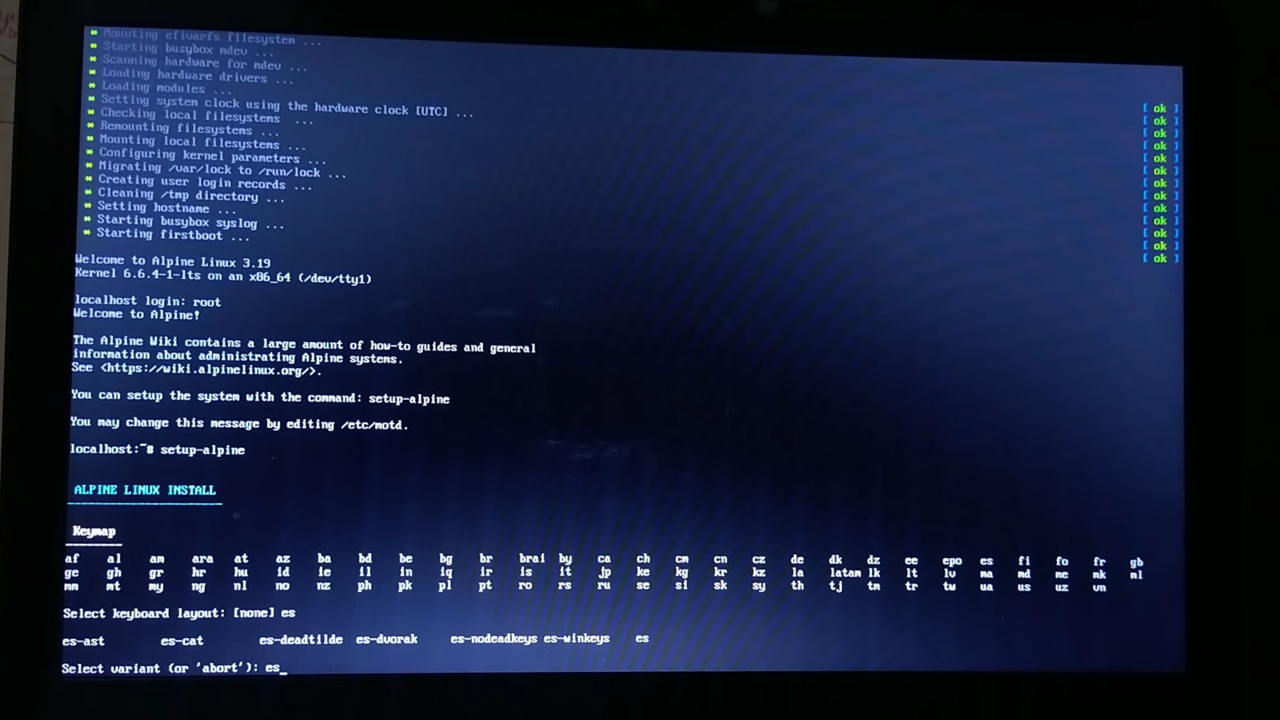 * Mounting efivarfs filesystem ...
* Starting busybox mdev ...
* Scanning hardware for mdev ...
* Loading hardware drivers ... [ ok ]
* Loading modules ... [ ok ]
* Setting system clock using the hardware clock [UTC] ... [ ok ]
* Checking local filesystems ... [ ok ]
* Remounting filesystems ... [ ok ]
* Mounting local filesystems ... [ ok ]
* Configuring kernel parameters ... [ ok ]
* Migrating /var/lock to /run/lock ... [ ok ]
* Creating user login records ... [ ok ]
* Cleaning /tmp directory ... [ ok ]
* Setting hostname ... [ ok ]
* Starting busybox syslog ... [ ok ]
* Starting firstboot ... [ ok ]
Welcome to Alpine Linux 3.19
Kernel 6.6.4-1-lts on an x86_64 (/dev/tty1)
localhost login: root
Welcome to Alpine!
The Alpine Wiki contains a large amount of how-to guides and general
information about administrating Alpine systems.
See <https://wiki.alpinelinux.org/>.
You can setup the system with the command: setup-alpine
You may change this message by editing /etc/motd.
localhost:~# setup-alpine
ALPINE LINUX INSTALL
Keymap
af al am ara at az ba bd be bg br brai by ca ch cm cn cz de dk dz ee epo es fi fo fr gb
ge gh gr hr hu id ie il in iq ir is it jp ke kg kr kz la latam lk lt lv ma md me mk ml
mm mt my ng nl no nz ph pk pl pt ro rs ru se si sk sy th tj tm tr tw ua us uz vn
Select keyboard layout: [none] es
es-ast es-cat es-deadtilde es-dvorak es-nodeadkeys es-winkeys es
Select variant (or 'abort'): es_